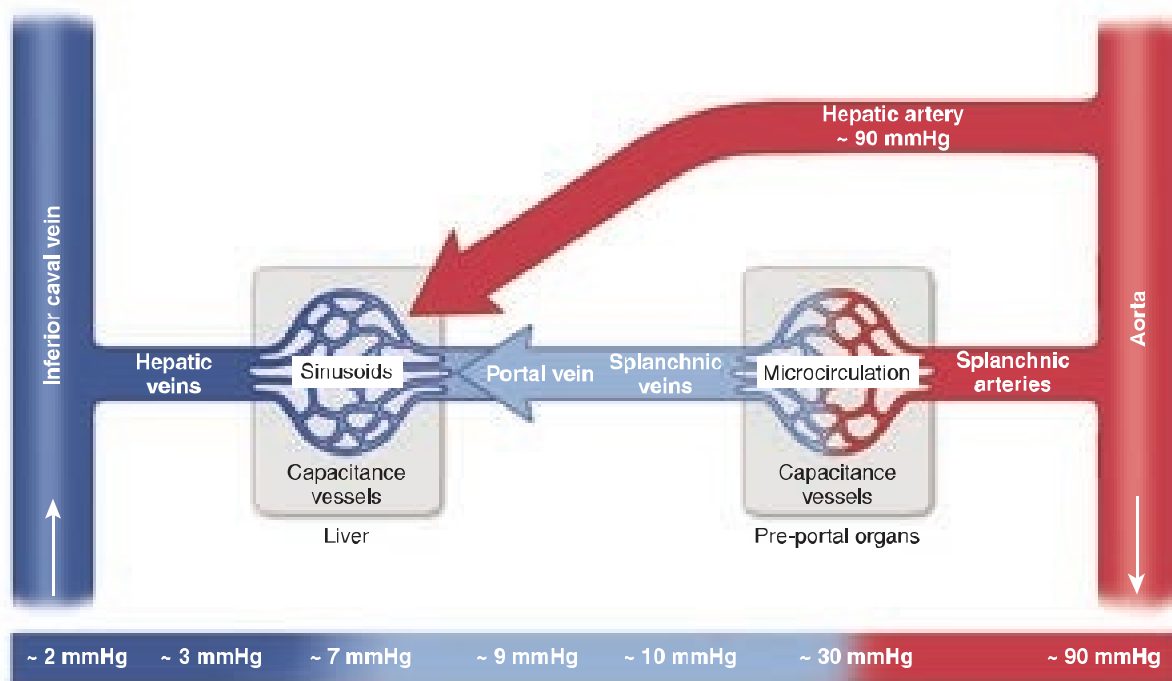 Hepatic artery
~ 90 mmHg
Inferior caval vein
Aorta
Hepatic
veins
Sinusoids
Portal vein
Splanchnic
veins
Microcirculation
Splanchnic
arteries
Capacitance
vessels
Capacitance
vessels
Liver
Pre-portal organs
~ 2 mmHg
~ 3 mmHg
~ 7 mmHg
~ 9 mmHg
~ 10 mmHg
~ 30 mmHg
~ 90 mmHg